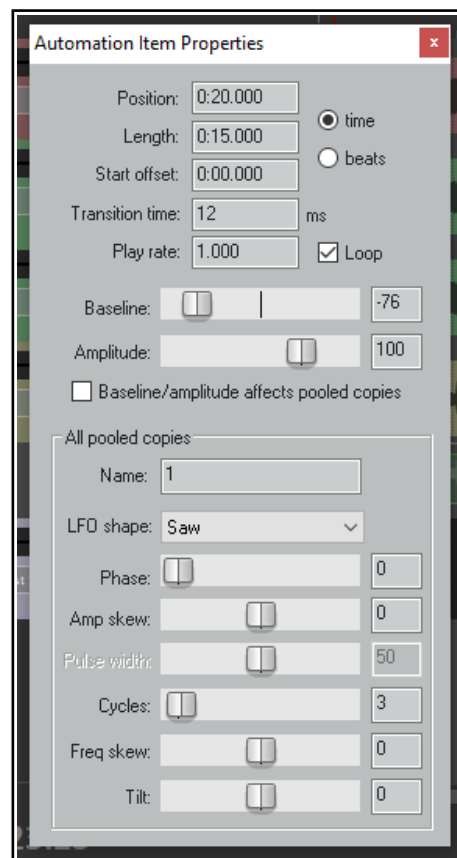 Automation Item Properties x
Position: 0:20.000
time
Length: 0:15.000
beats
Start offset: 0:00.000
Transition time: 12 ms
Play rate: 1.000 Loop
Baseline: -76
Amplitude: 100
Baseline/amplitude affects pooled copies
All pooled copies
Name: 1
LFO shape: Saw
Phase: 0
Amp skew: 0
Pulse width: 50
Cycles: 3
Freq skew: 0
Tilt: 0